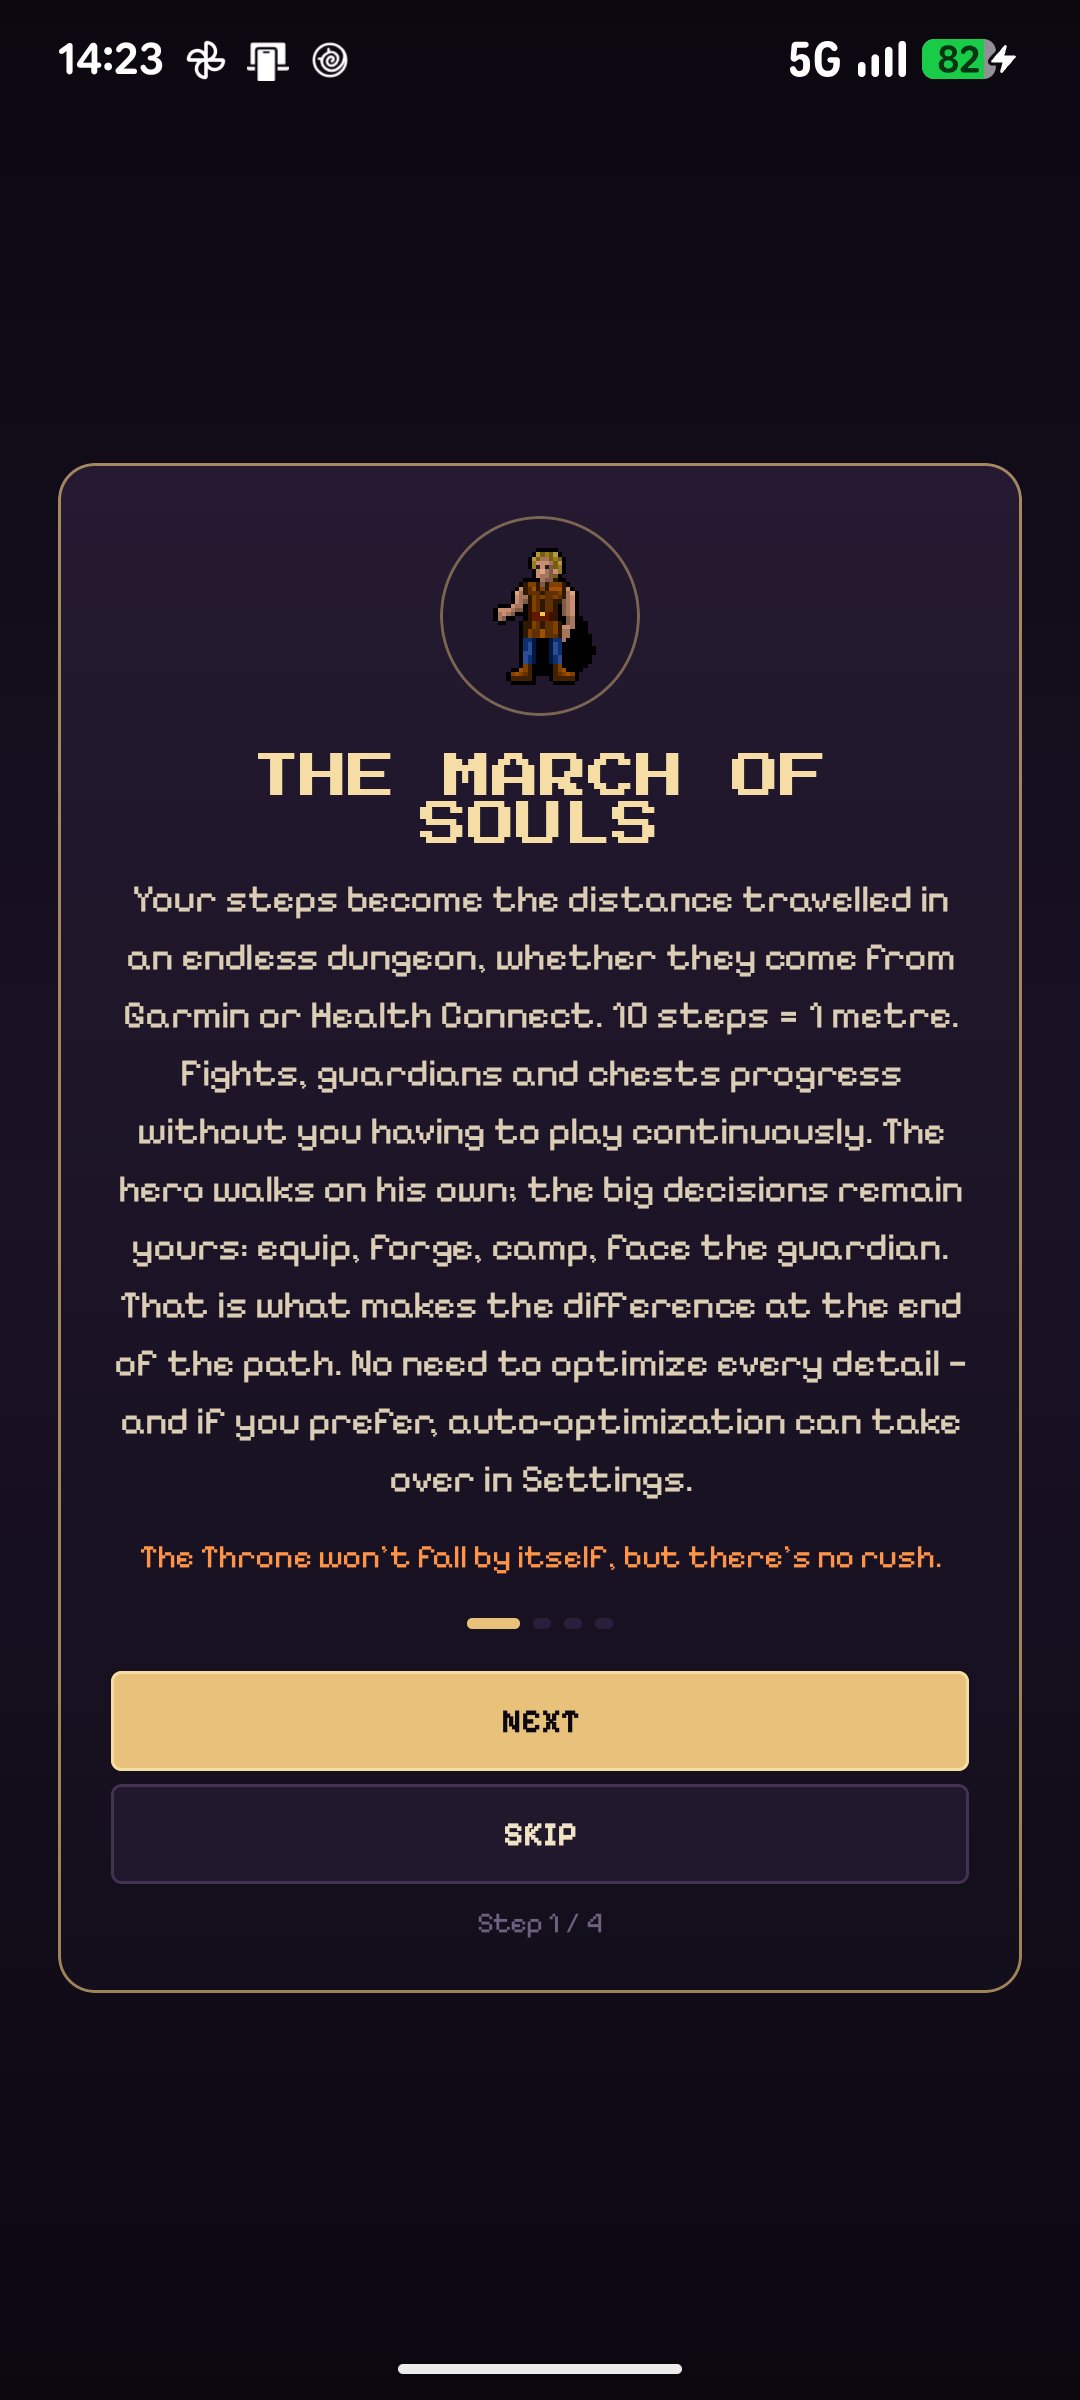 14:23
5G
82
THE MARCH OF
SOULS
Your steps become the distance travelled in
an endless dungeon, whether they come from
Garmin or Health Connect. 10 steps = 1 metre.
Fights, guardians and chests progress
without you having to play continuously. The
hero walks on his own; the big decisions remain
yours: equip, forge, camp, face the guardian.
That is what makes the difference at the end
of the path. No need to optimize every detail –
and if you prefer, auto-optimization can take
over in Settings.
The Throne won't fall by itself, but there's no rush.
NEXT
SKIP
Step 1 / 4